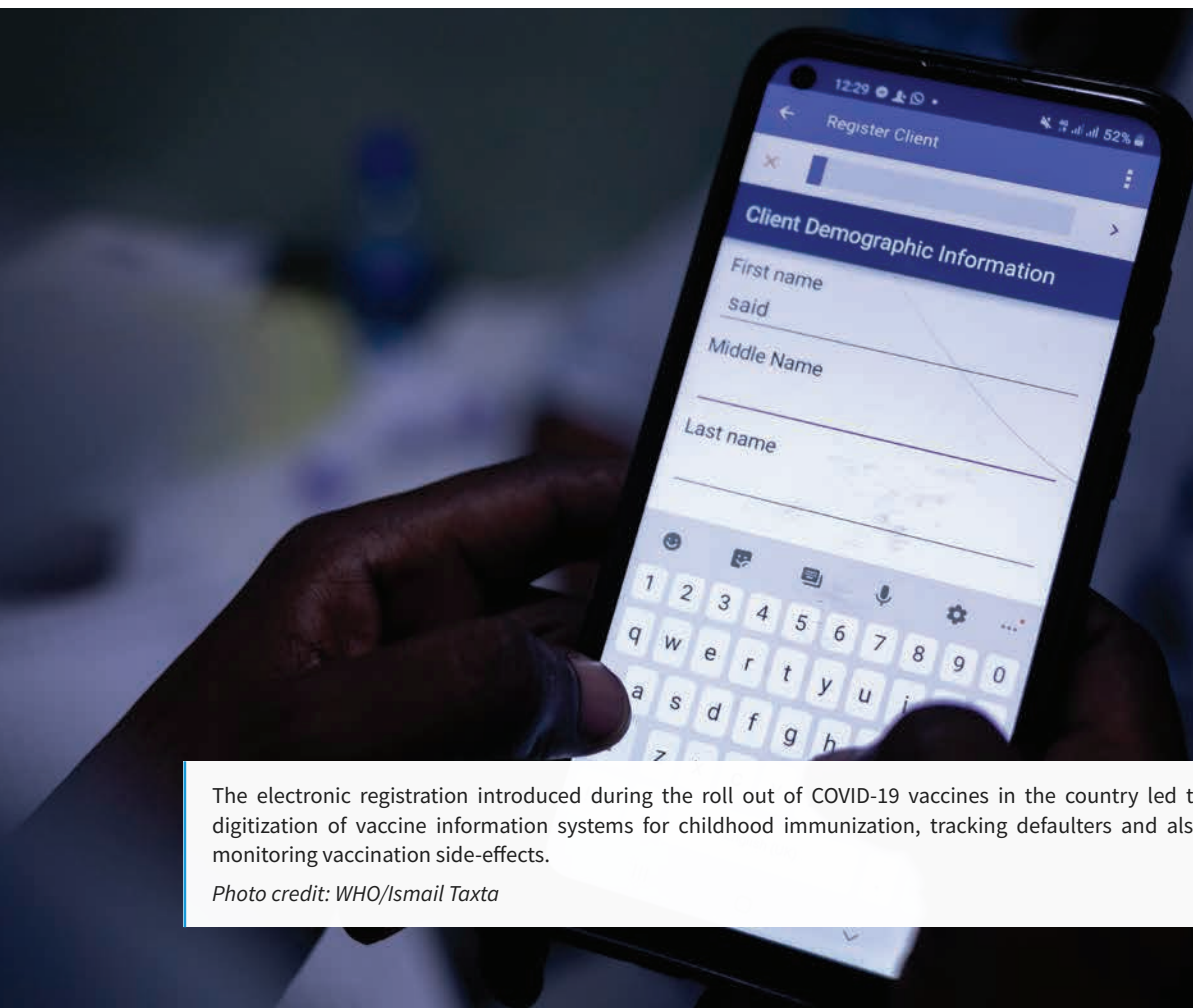 12:29 52%
Register Client
Client Demographic Information
First name
said
Middle Name
Last name
1 2 3 4 5 6 7 8 9 0
q w e r t y u i
a s d f g h
z
The electronic registration introduced during the roll out of COVID-19 vaccines in the country led t
digitization of vaccine information systems for childhood immunization, tracking defaulters and als
monitoring vaccination side-effects.
Photo credit: WHO/Ismail Taxta